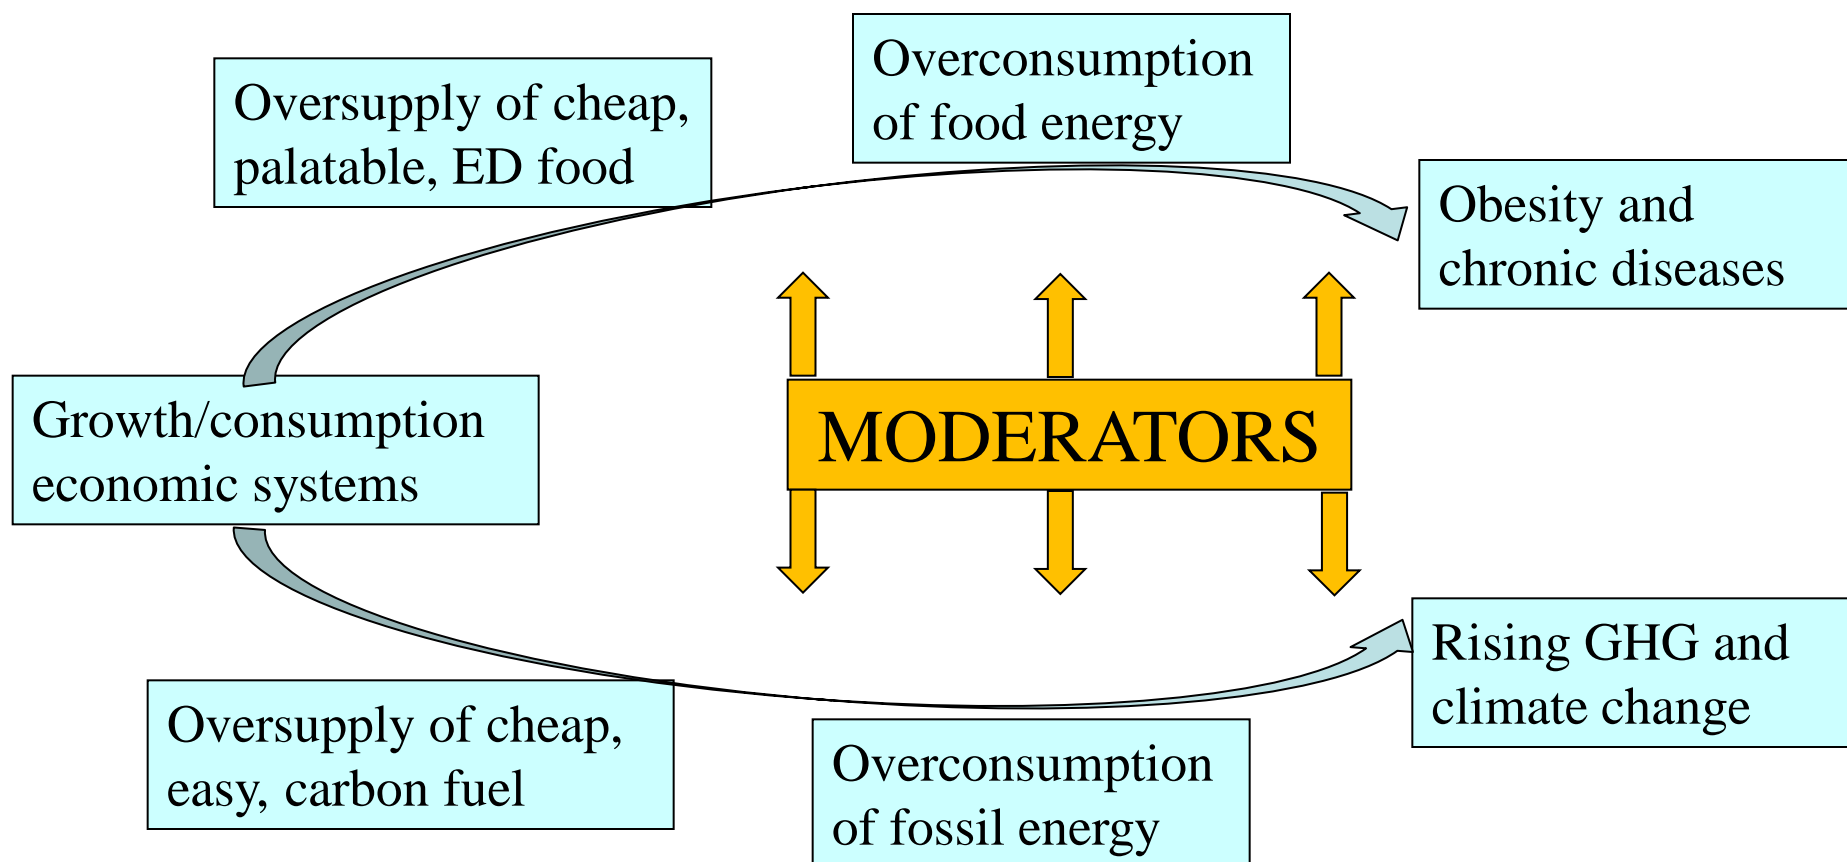 Overconsumption
of food energy
Oversupply of cheap,
palatable, ED food
Obesity and
chronic diseases
Growth/consumption
economic systems
MODERATORS
Rising GHG and
climate change
Oversupply of cheap,
easy, carbon fuel
Overconsumption
of fossil energy